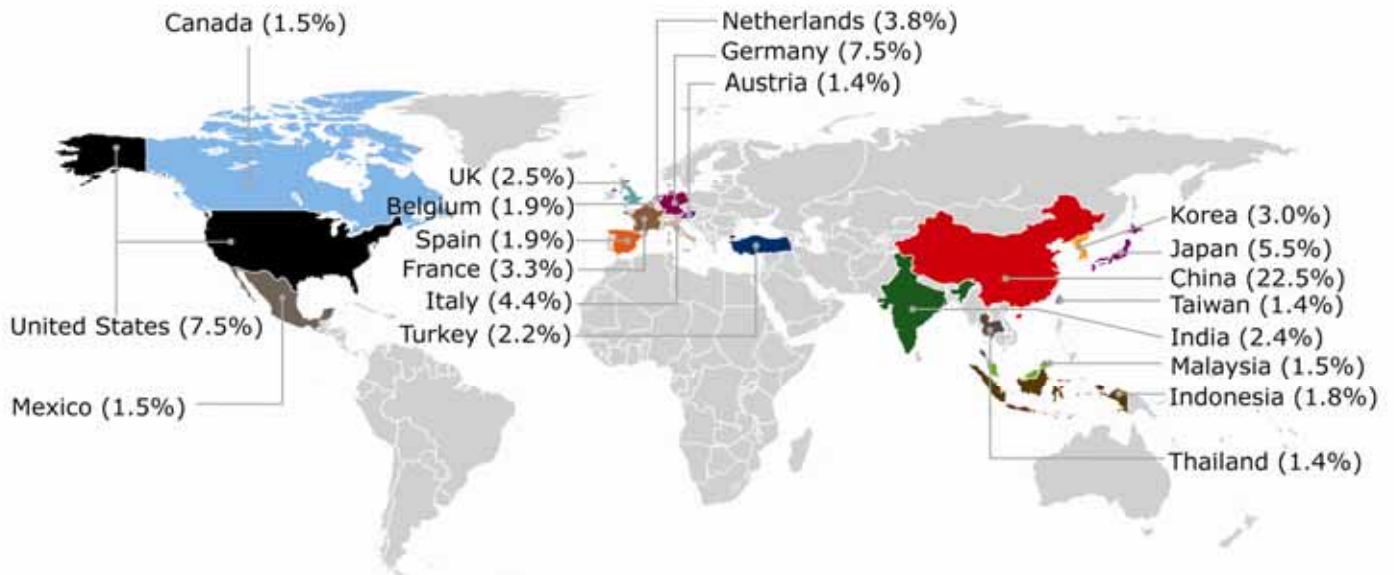 Canada (1.5%)
Netherlands (3.8%)
Germany (7.5%)
Austria (1.4%)
UK (2.5%)
Belgium (1.9%)
Spain (1.9%)
France (3.3%)
Italy (4.4%)
Turkey (2.2%)
United States (7.5%)
Mexico (1.5%)
Korea (3.0%)
Japan (5.5%)
China (22.5%)
Taiwan (1.4%)
India (2.4%)
Malaysia (1.5%)
Indonesia (1.8%)
Thailand (1.4%)